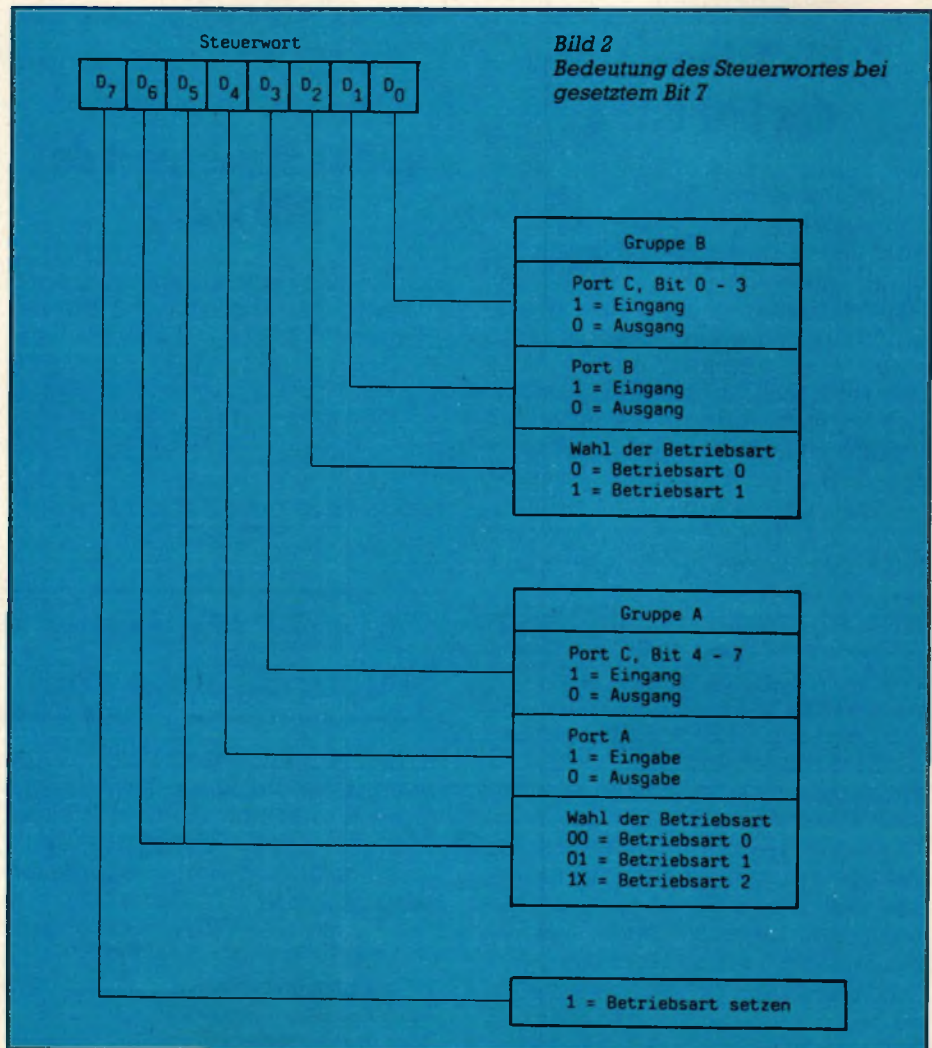 Steuerwort
D7 D6 D5 D4 D3 D2 D1 D0
Bild 2
Bedeutung des Steuerwortes bei
gesetztem Bit 7
Gruppe B
Port C, Bit 0 - 3
1 = Eingang
0 = Ausgang
Port B
1 = Eingang
0 = Ausgang
Wahl der Betriebsart
0 = Betriebsart 0
1 = Betriebsart 1
Gruppe A
Port C, Bit 4 - 7
1 = Eingang
0 = Ausgang
Port A
1 = Eingabe
0 = Ausgabe
Wahl der Betriebsart
00 = Betriebsart 0
01 = Betriebsart 1
1X = Betriebsart 2
1 = Betriebsart setzen